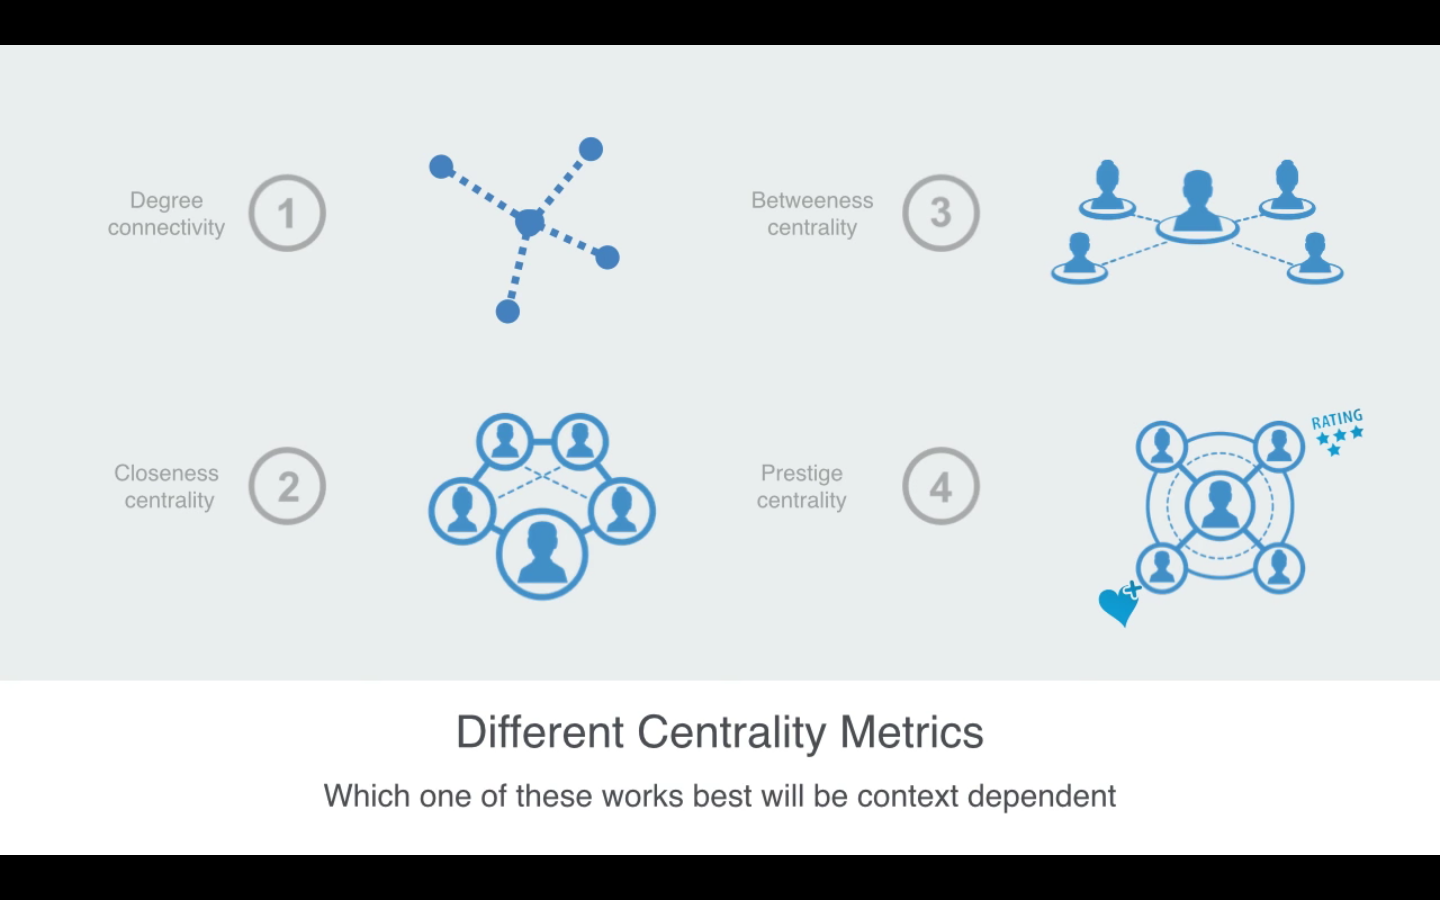 Degree
connectivity
1
Betweeness
centrality
3
Closeness
centrality
2
Prestige
centrality
4
RATING
Different Centrality Metrics
Which one of these works best will be context dependent